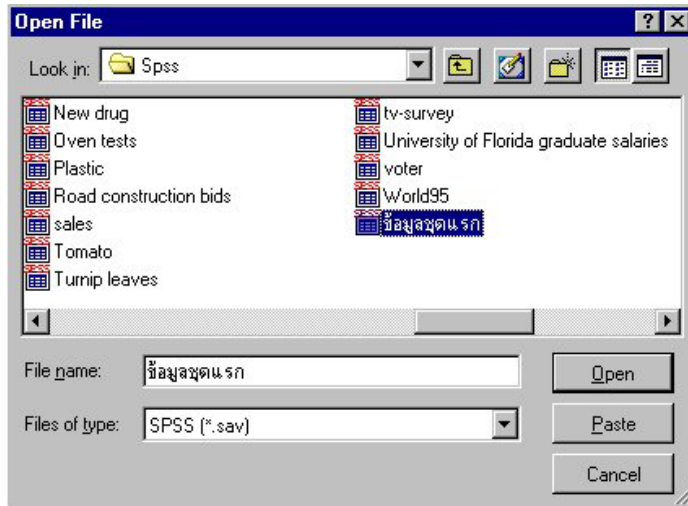 Open File
Look in: Spss
New drug
Oven tests
Plastic
Road construction bids
sales
Tomato
Turnip leaves
tv-survey
University of Florida graduate salaries
voter
World95
ข้อมูลชุดแรก
File name: ข้อมูลชุดแรก
Open
Files of type: SPSS (*.sav)
Paste
Cancel